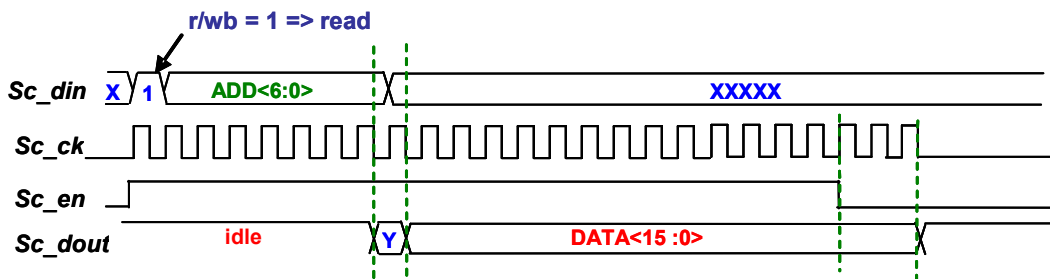 r/wb = 1 => read
Sc_din X 1 ADD<6:0> XXXXX
Sc_ck
Sc_en
Sc_dout idle Y DATA<15 :0>